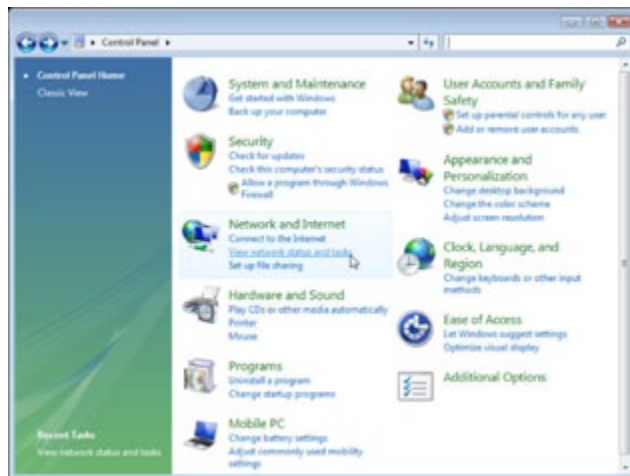 Control Panel
Control Panel Home
Classic View
System and Maintenance
Get started with Windows
Back up your computer
Security
Check for updates
Check this computer's security status
Allow a program through Windows
Firewall
Network and Internet
Connect to the Internet
View network status and tasks
Set up file sharing
Hardware and Sound
Play CDs or other media automatically
Printer
Mouse
Programs
Uninstall a program
Change startup programs
Mobile PC
Change battery settings
Adjust commonly used mobility
settings
User Accounts and Family
Safety
Set up parental controls for any user
Add or remove user accounts
Appearance and
Personalization
Change desktop background
Change the color scheme
Adjust screen resolution
Clock, Language, and
Region
Change keyboards or other input
methods
Ease of Access
Let Windows suggest settings
Optimize visual display
Additional Options
Recent Tasks
View network status and tasks